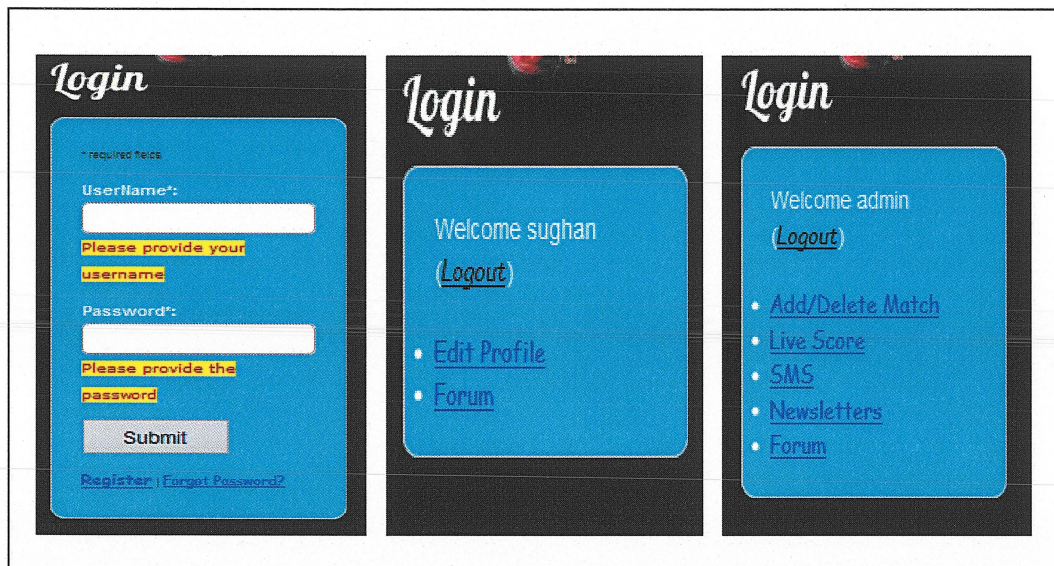 Login
* required fields
UserName*:
Please provide your
username
Password*:
Please provide the
password
Submit
Register | Forgot Password?
Login
Welcome sughan
(Logout)
• Edit Profile
• Forum
Login
Welcome admin
(Logout)
• Add/Delete Match
• Live Score
• SMS
• Newsletters
• Forum